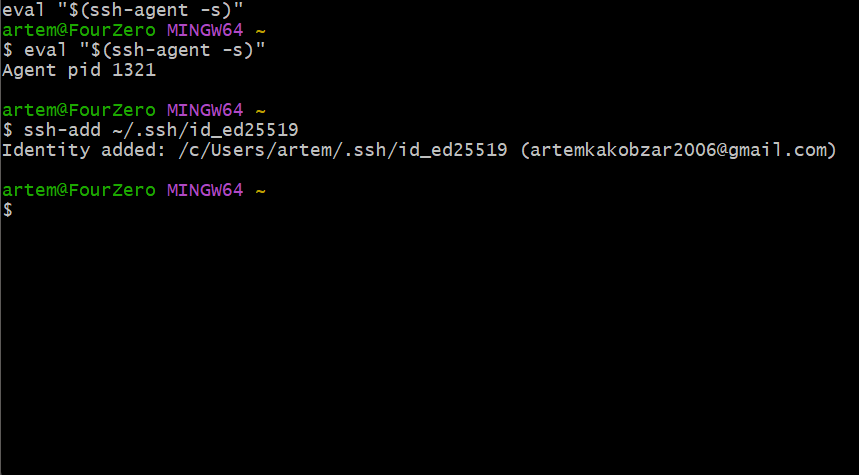 eval "$(ssh-agent -s)"
artem@FourZero MINGW64 ~
$ eval "$(ssh-agent -s)"
Agent pid 1321
artem@FourZero MINGW64 ~
$ ssh-add ~/.ssh/id_ed25519
Identity added: /c/Users/artem/.ssh/id_ed25519 (artemkakobzar2006@gmail.com)
artem@FourZero MINGW64 ~
$